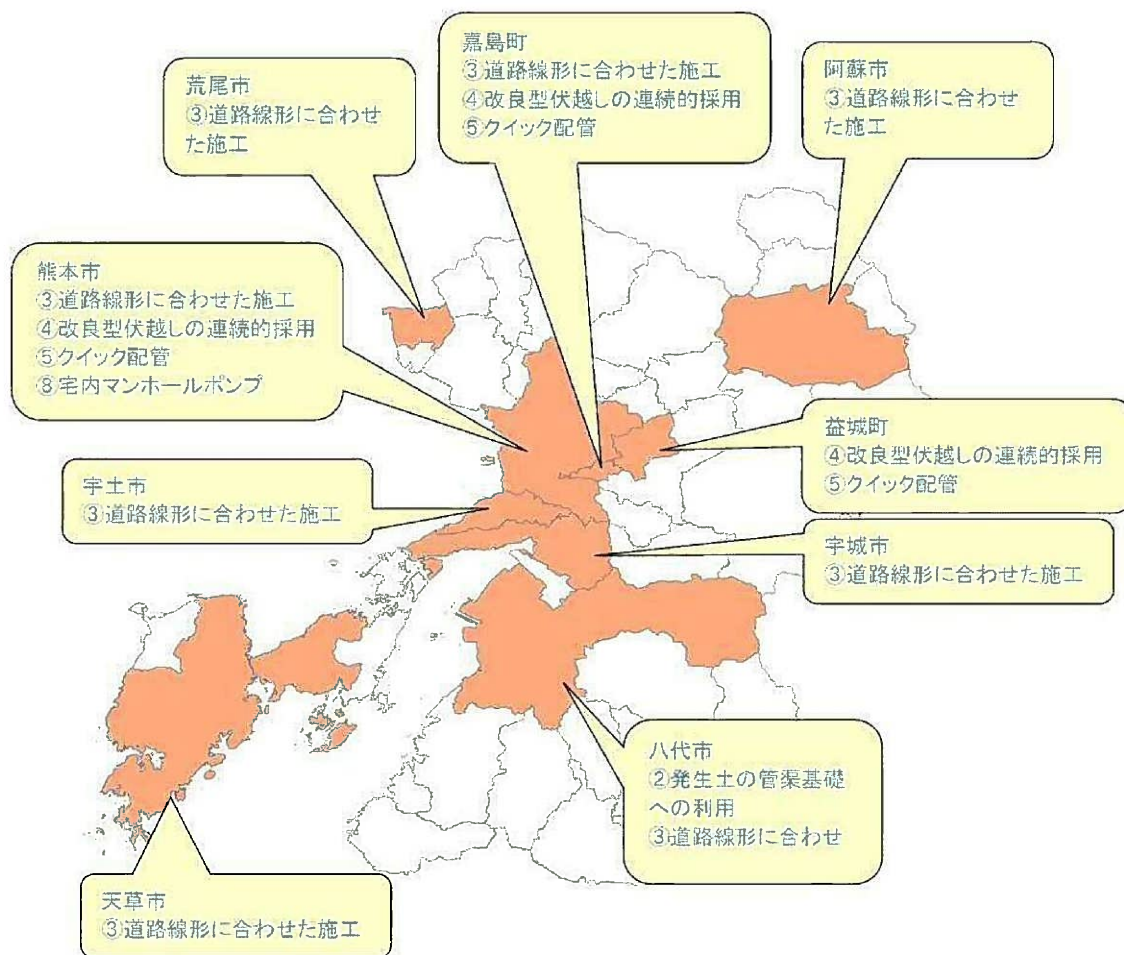 嘉島町
③道路線形に合わせた施工
④改良型伏越しの連続的採用
⑤クイック配管
荒尾市
③道路線形に合わせ
た施工
阿蘇市
③道路線形に合わせ
た施工
熊本市
③道路線形に合わせた施工
④改良型伏越しの連続的採用
⑤クイック配管
⑧宅内マンホールポンプ
益城町
④改良型伏越しの連続的採用
⑤クイック配管
宇土市
③道路線形に合わせた施工
宇城市
③道路線形に合わせた施工
八代市
②発生土の管渠基礎
への利用
③道路線形に合わせ
天草市
③道路線形に合わせた施工